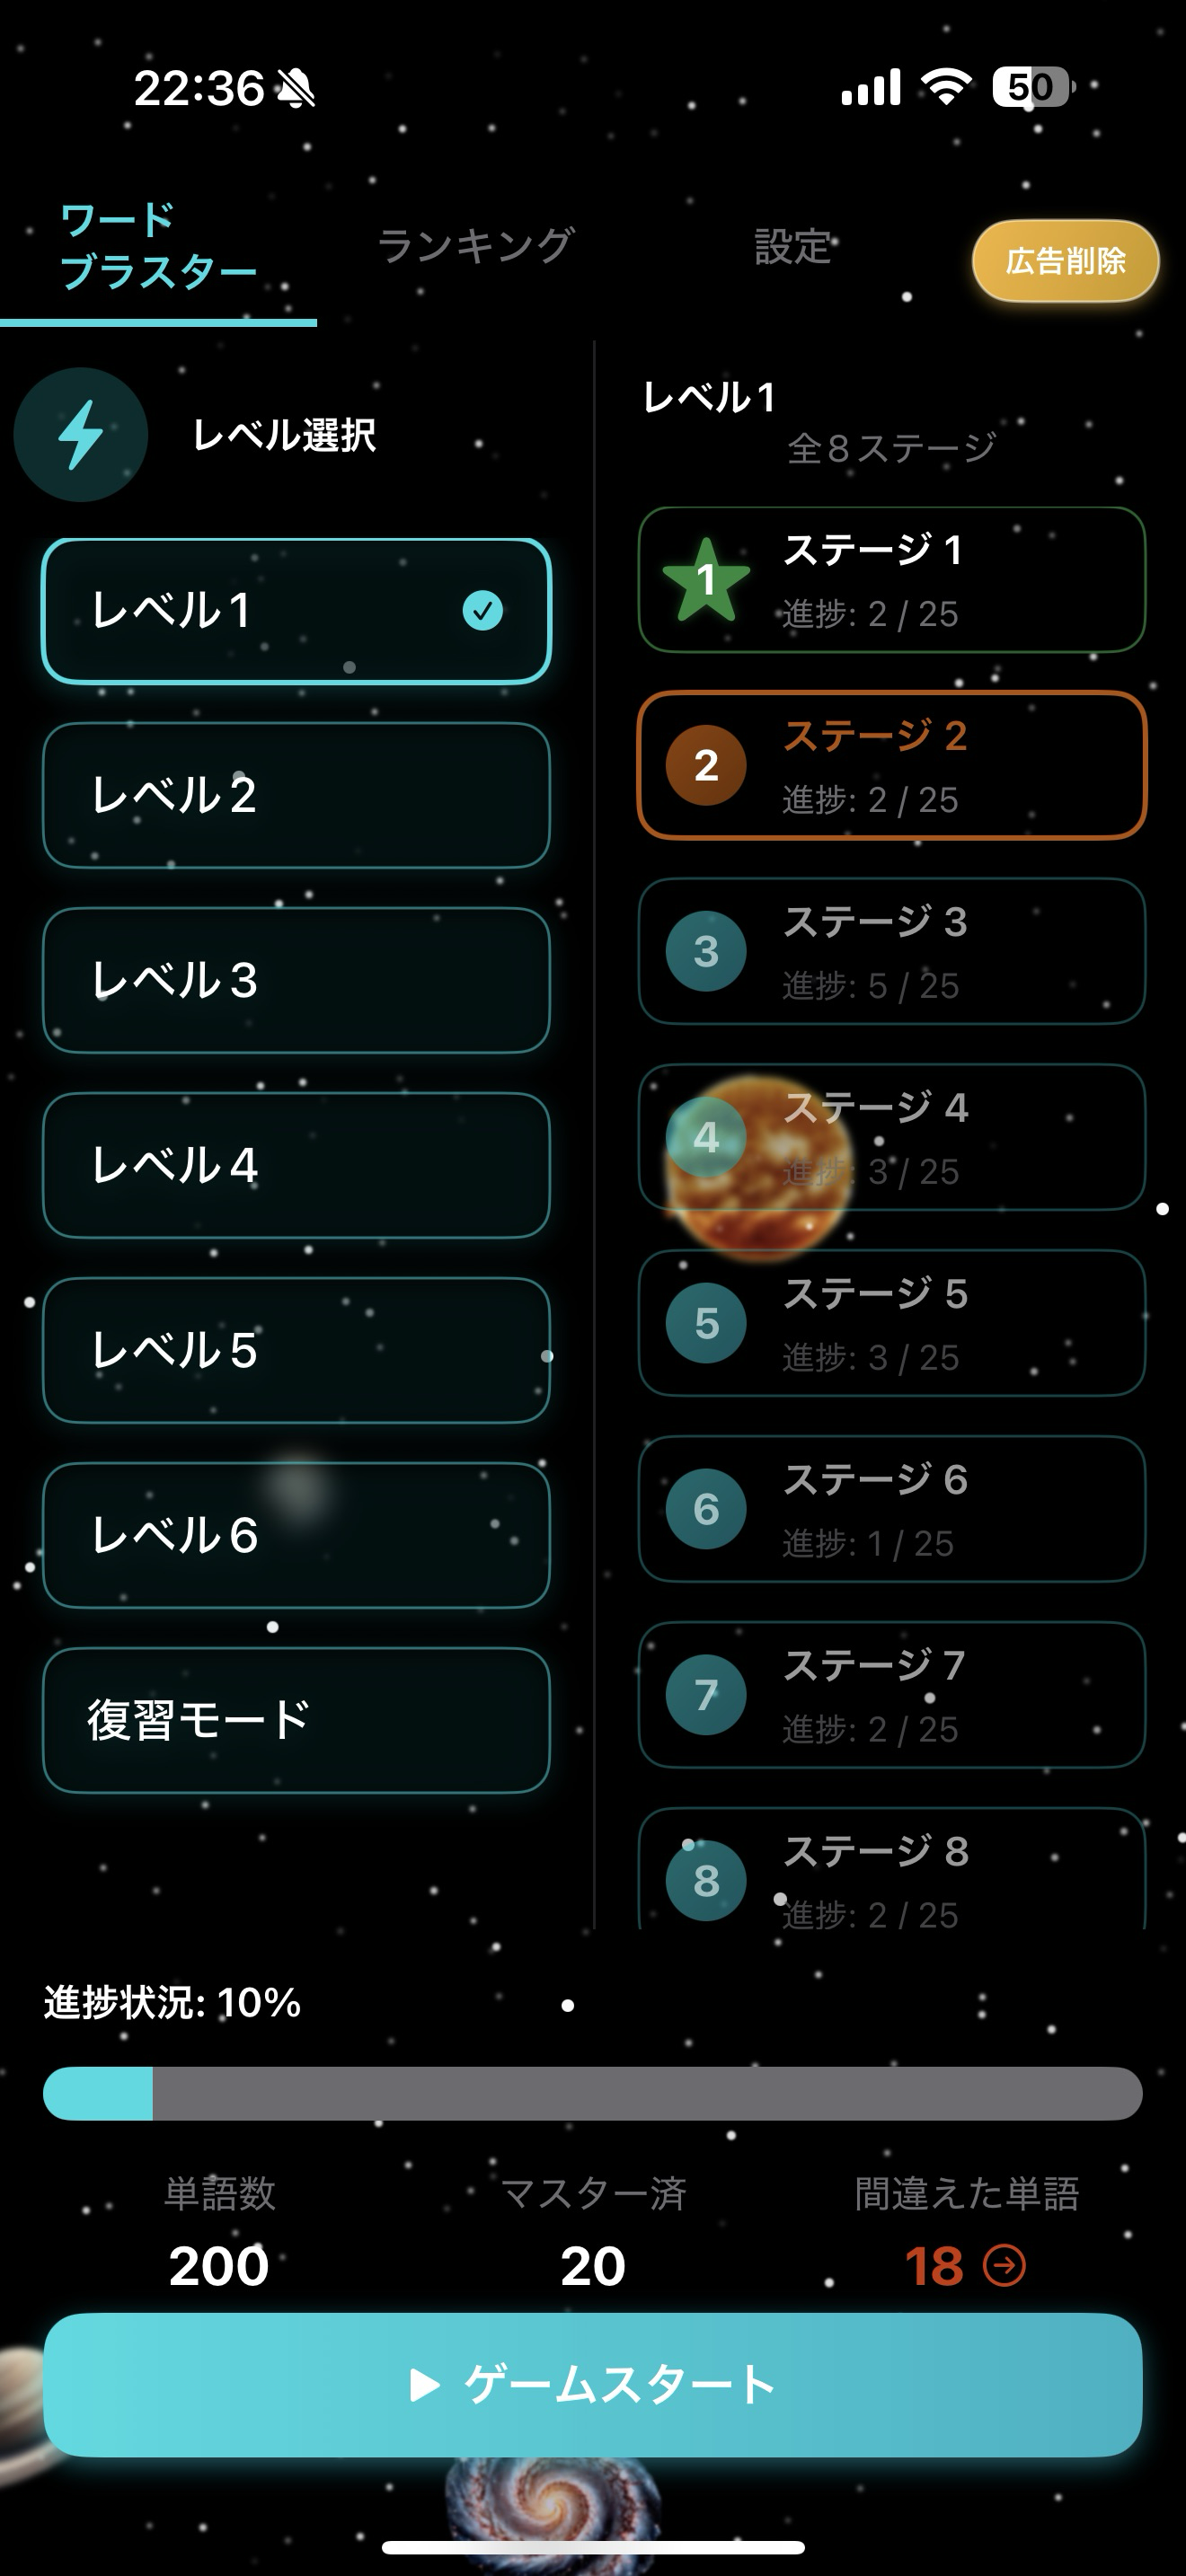 22:36
50
ワード
ブラスター
ランキング
設定
広告削除
レベル選択
レベル1
レベル2
レベル3
レベル4
レベル5
レベル6
復習モード
レベル1
全8ステージ
1
ステージ 1
進捗: 2 / 25
2
ステージ 2
進捗: 2 / 25
3
ステージ 3
進捗: 5 / 25
4
ステージ 4
進捗: 3 / 25
5
ステージ 5
進捗: 3 / 25
6
ステージ 6
進捗: 1 / 25
7
ステージ 7
進捗: 2 / 25
8
ステージ 8
進捗: 2 / 25
進捗状況: 10%
単語数
マスター済
間違えた単語
200
20
18
ゲームスタート